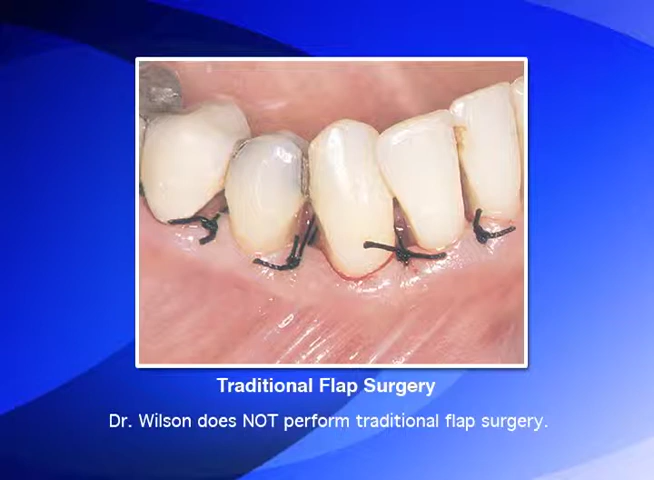 Traditional Flap Surgery
Dr. Wilson does NOT perform traditional flap surgery.